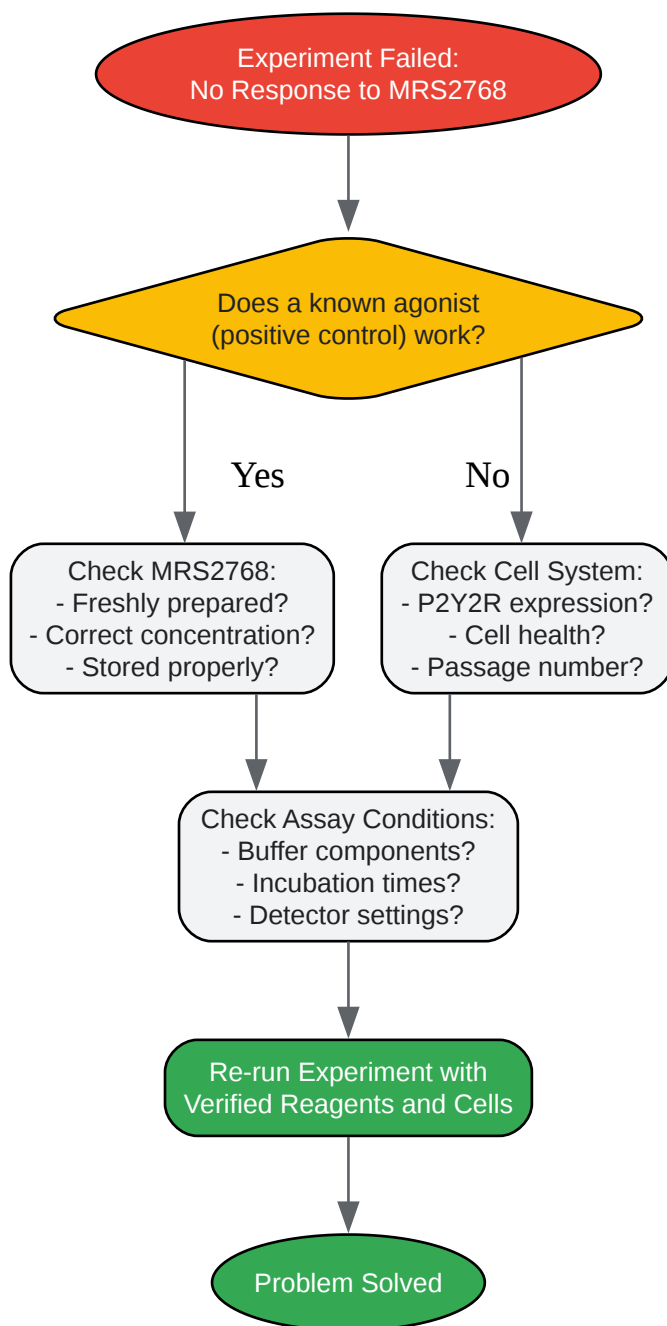 Experiment Failed:
No Response to MRS2768
Does a known agonist
(positive control) work?
Yes
No
Check MRS2768:
- Freshly prepared?
- Correct concentration?
- Stored properly?
Check Cell System:
- P2Y2R expression?
- Cell health?
- Passage number?
Check Assay Conditions:
- Buffer components?
- Incubation times?
- Detector settings?
Re-run Experiment with
Verified Reagents and Cells
Problem Solved